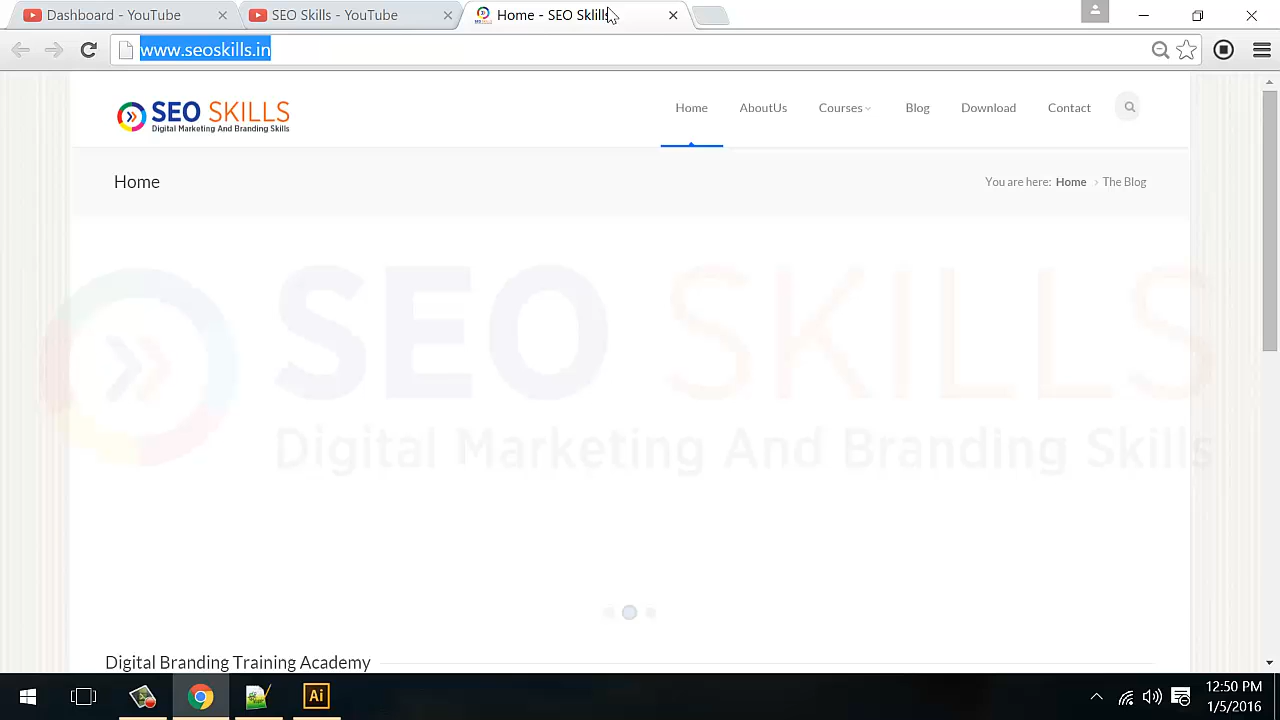 Dashboard - YouTube
SEO Skills - YouTube
Home - SEO Skills
www.seoskills.in
SEO SKILLS
Digital Marketing And Branding Skills
Home
AboutUs
Courses
Blog
Download
Contact
Home
You are here: Home > The Blog
SEO SKILLS
Digital Marketing And Branding Skills
Digital Branding Training Academy
Ai
12:50 PM
1/5/2016